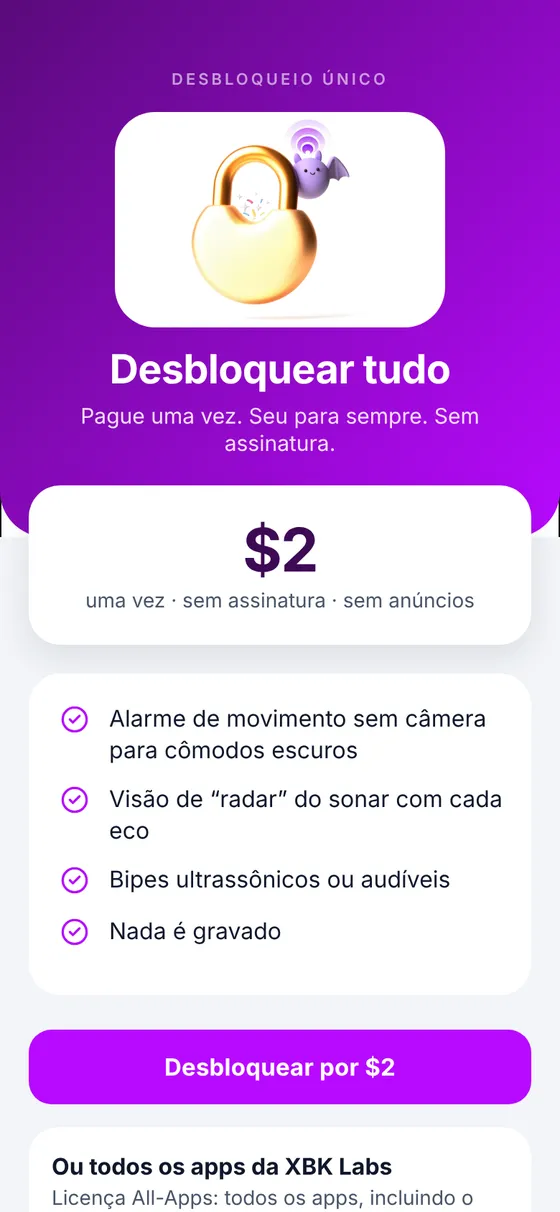 DESBLOQUEIO ÚNICO
Desbloquear tudo
Pague uma vez. Seu para sempre. Sem
assinatura.
$2
uma vez · sem assinatura · sem anúncios
Alarme de movimento sem câmera
para cômodos escuros
Visão de “radar” do sonar com cada
eco
Bipes ultrassônicos ou audíveis
Nada é gravado
Desbloquear por $2
Ou todos os apps da XBK Labs
Licença All-Apps: todos os apps, incluindo o